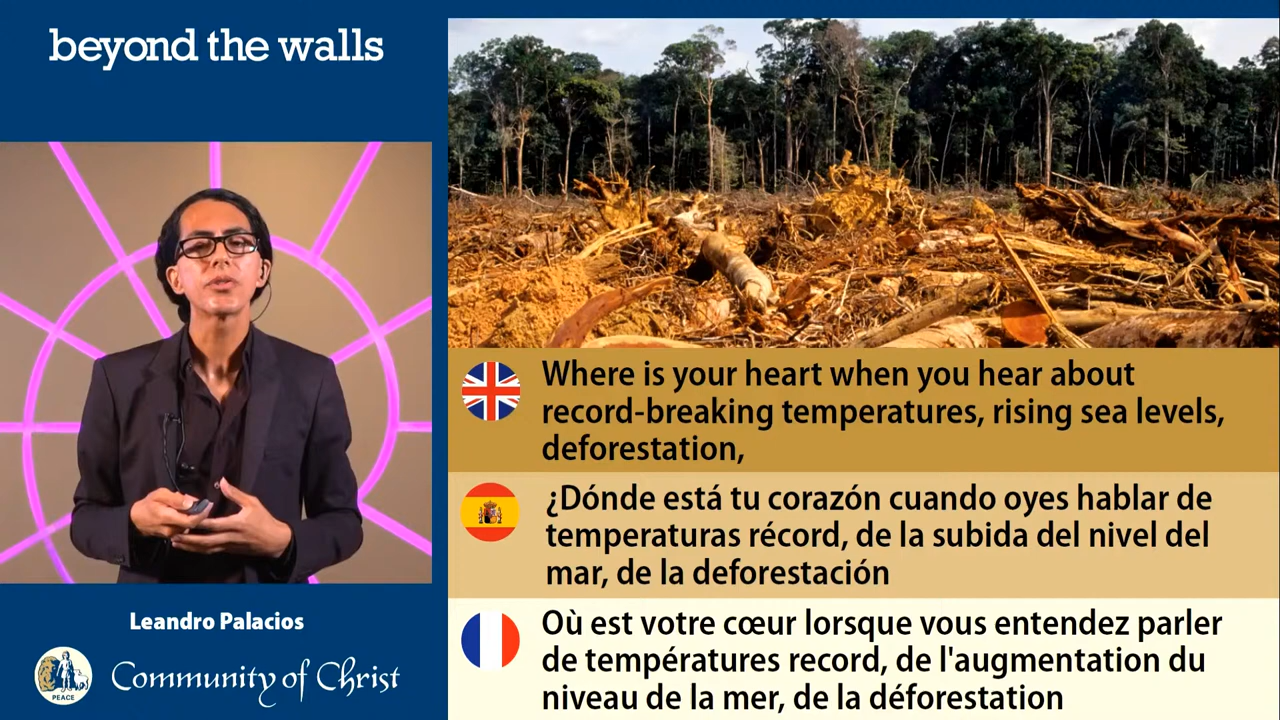 beyond the walls
Where is your heart when you hear about
record-breaking temperatures, rising sea levels,
deforestation,
¿Dónde está tu corazón cuando oyes hablar de
temperaturas récord, de la subida del nivel del
mar, de la deforestación
Où est votre cœur lorsque vous entendez parler
de températures record, de l'augmentation du
niveau de la mer, de la déforestation
Leandro Palacios
PEACE
Community of Christ